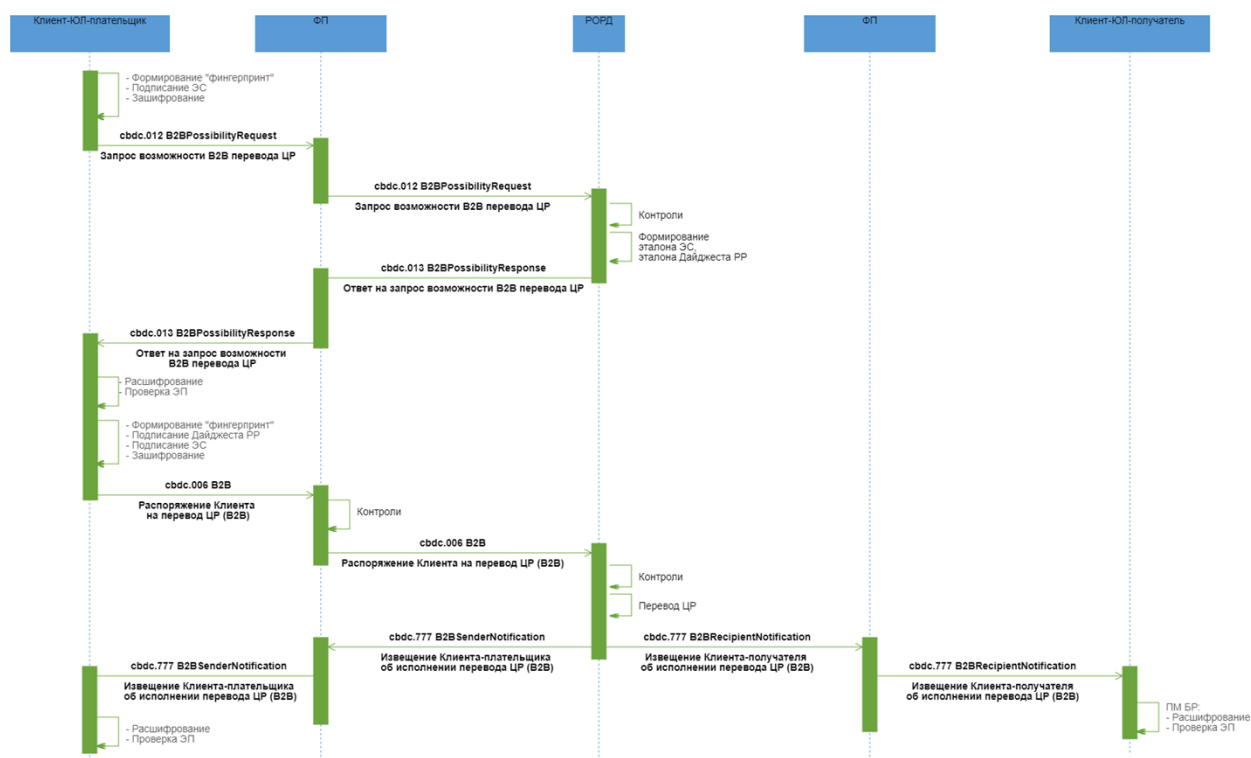 Клиент-ЮЛ-плательщик
ФП
РОРД
ФП
Клиент-ЮЛ-получатель
- Формирование "фингерпринт"
- Подписание ЭС
- Зашифрование
cbdc.012 B2BPossibilityRequest
Запрос возможности B2B перевода ЦР
cbdc.012 B2BPossibilityRequest
Запрос возможности B2B перевода ЦР
Контроли
Формирование
эталона ЭС,
эталона Дайджеста РР
cbdc.013 B2BPossibilityResponse
Ответ на запрос возможности B2B перевода ЦР
cbdc.013 B2BPossibilityResponse
Ответ на запрос возможности
B2B перевода ЦР
- Расшифрование
- Проверка ЭП
- Формирование "фингерпринт"
- Подписание Дайджеста РР
- Подписание ЭС
- Зашифрование
cbdc.006 B2B
Распоряжение Клиента
на перевод ЦР (B2B)
Контроли
cbdc.006 B2B
Распоряжение Клиента на перевод ЦР (B2B)
Контроли
Перевод ЦР
cbdc.777 B2BSenderNotification
Извещение Клиента-плательщика
об исполнении перевода ЦР (B2B)
cbdc.777 B2BRecipientNotification
Извещение Клиента-получателя
об исполнении перевода ЦР (B2B)
cbdc.777 B2BSenderNotification
Извещение Клиента-плательщика
об исполнении перевода ЦР (B2B)
cbdc.777 B2BRecipientNotification
Извещение Клиента-получателя
об исполнении перевода ЦР (B2B)
- Расшифрование
- Проверка ЭП
ПМ БР:
- Расшифрование
- Проверка ЭП